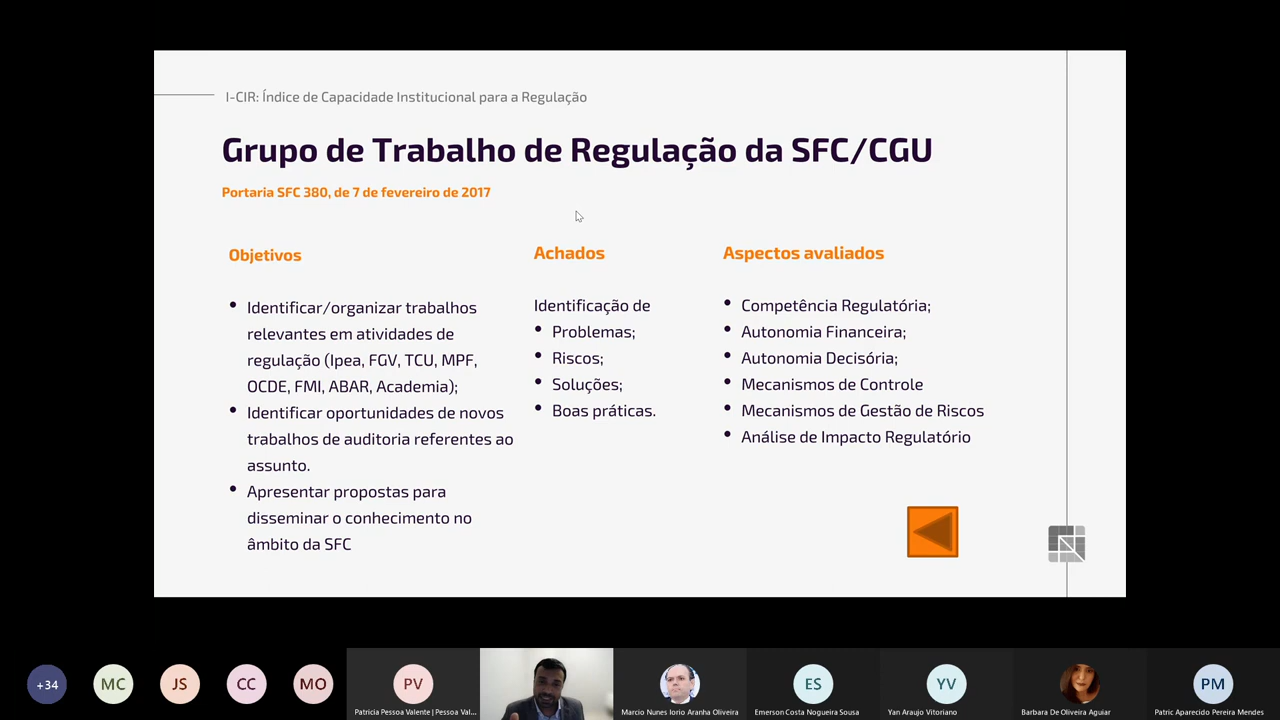 I-CIR: Índice de Capacidade Institucional para a Regulação
Grupo de Trabalho de Regulação da SFC/CGU
Portaria SFC 380, de 7 de fevereiro de 2017
Objetivos
• Identificar/organizar trabalhos
relevantes em atividades de
regulação (Ipea, FGV, TCU, MPF,
OCDE, FMI, ABAR, Academia);
• Identificar oportunidades de novos
trabalhos de auditoria referentes ao
assunto.
• Apresentar propostas para
disseminar o conhecimento no
âmbito da SFC
Achados
Identificação de
• Problemas;
• Riscos;
• Soluções;
• Boas práticas.
Aspectos avaliados
• Competência Regulatória;
• Autonomia Financeira;
• Autonomia Decisória;
• Mecanismos de Controle
• Mecanismos de Gestão de Riscos
• Análise de Impacto Regulatório
+34
MC
JS
CC
MO
PV
Patricia Pessoa Valente | Pessoa Val...
Marcio Nunes Iorio Aranha Oliveira
ES
Emerson Costa Nogueira Sousa
YV
Yan Araujo Vitoriano
Barbara De Oliveira Aguiar
PM
Patric Aparecido Pereira Mendes